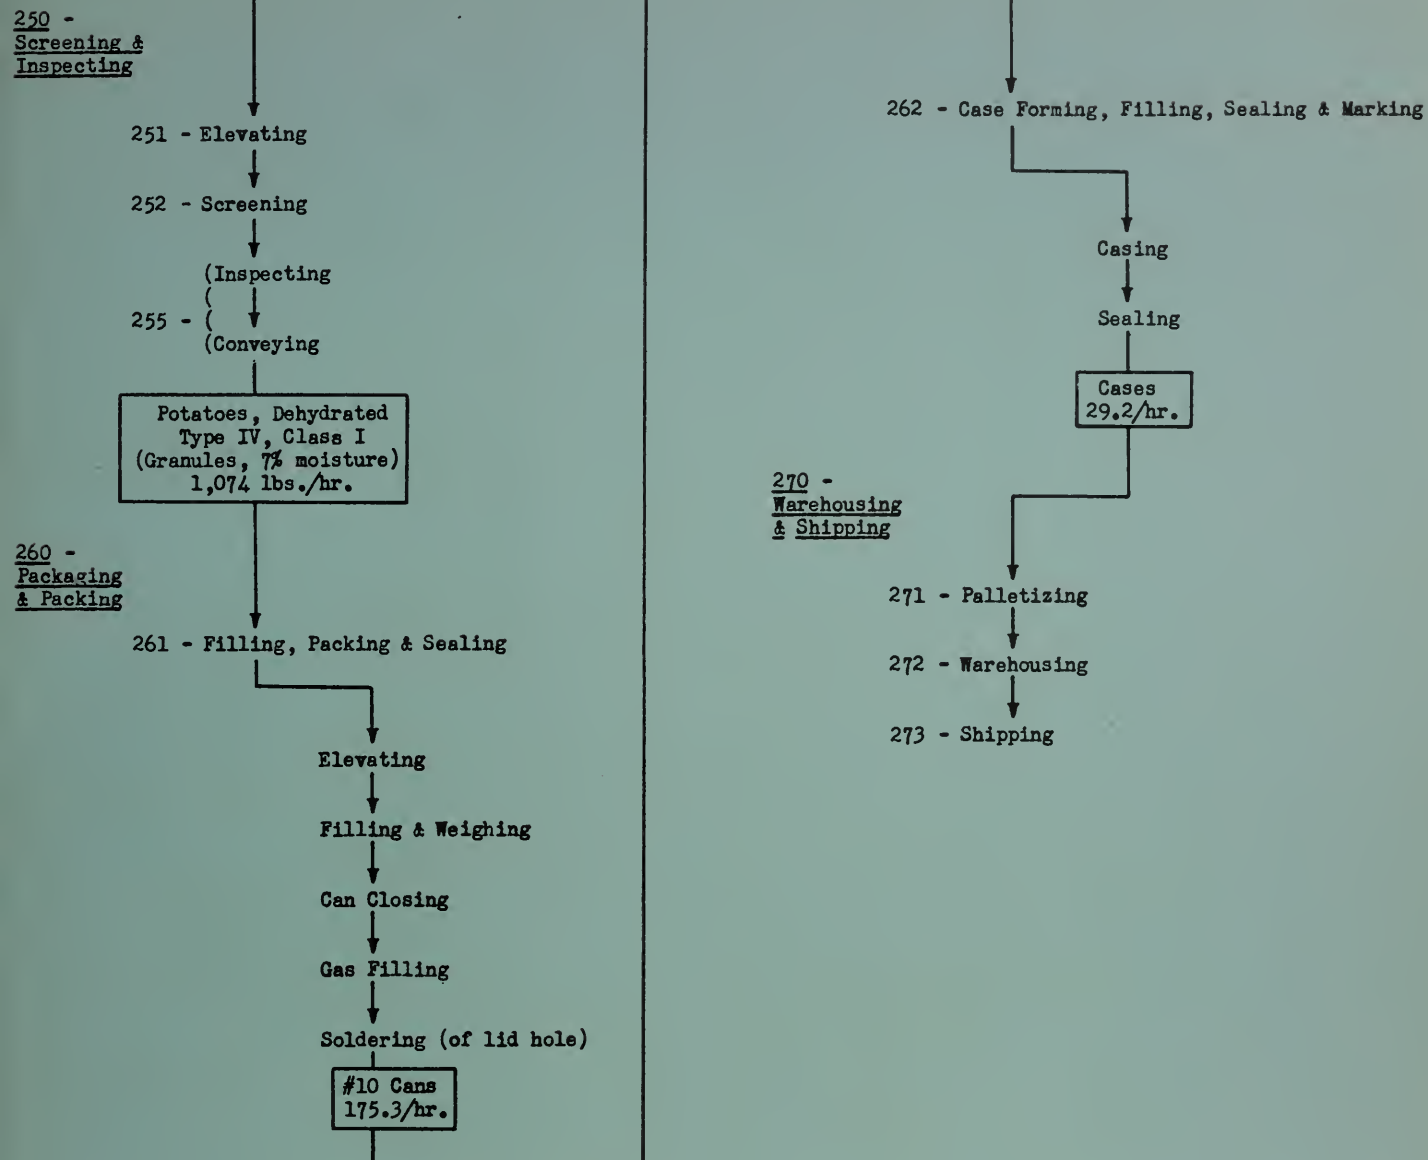 250 -
Screening &
Inspecting
251 - Elevating
252 - Screening
(Inspecting
(
255 - (
(Conveying
Potatoes, Dehydrated
Type IV, Class I
(Granules, 7% moisture)
1,074 lbs./hr.
260 -
Packaging
& Packing
261 - Filling, Packing & Sealing
Elevating
Filling & Weighing
Can Closing
Gas Filling
Soldering (of lid hole)
#10 Cans
175.3/hr.
262 - Case Forming, Filling, Sealing & Marking
Casing
Sealing
Cases
29.2/hr.
270 -
Warehousing
& Shipping
271 - Palletizing
272 - Warehousing
273 - Shipping